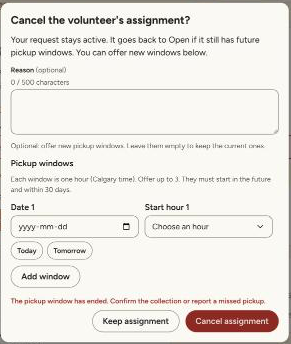 Cancel the volunteer's assignment?
Your request stays active. It goes back to Open if it still has future
pickup windows. You can offer new windows below.
Reason (optional)
0 / 500 characters
Optional: offer new pickup windows. Leave them empty to keep the current ones.
Pickup windows
Each window is one hour (Calgary time). Offer up to 3. They must start in the future
and within 30 days.
Date 1 Start hour 1
yyyy-mm-dd Choose an hour
Today Tomorrow
Add window
The pickup window has ended. Confirm the collection or report a missed pickup.
Keep assignment Cancel assignment